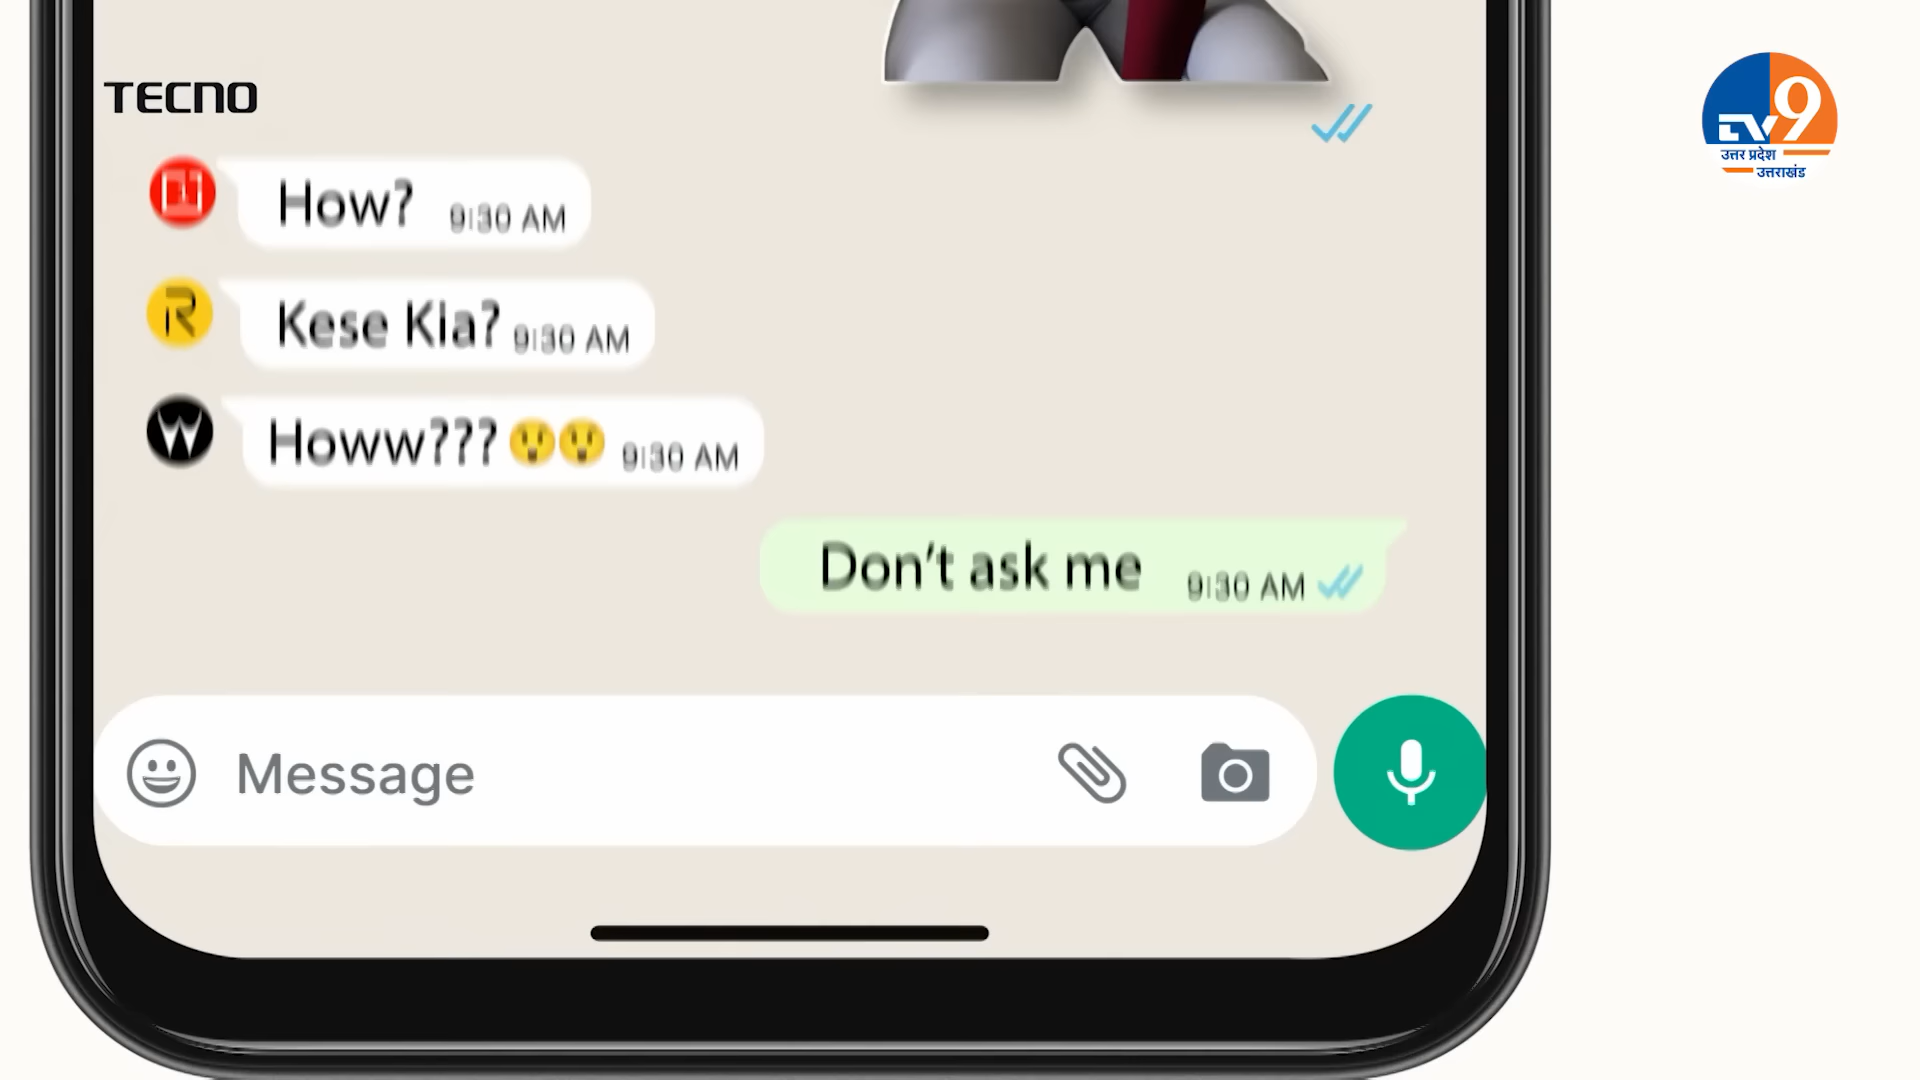 TECNO
TV9
उत्तर प्रदेश
उत्तराखंड
How? 9:30 AM
R
Kese Kia? 9:30 AM
W
Howw??? 9:30 AM
Don't ask me 9:30 AM
Message